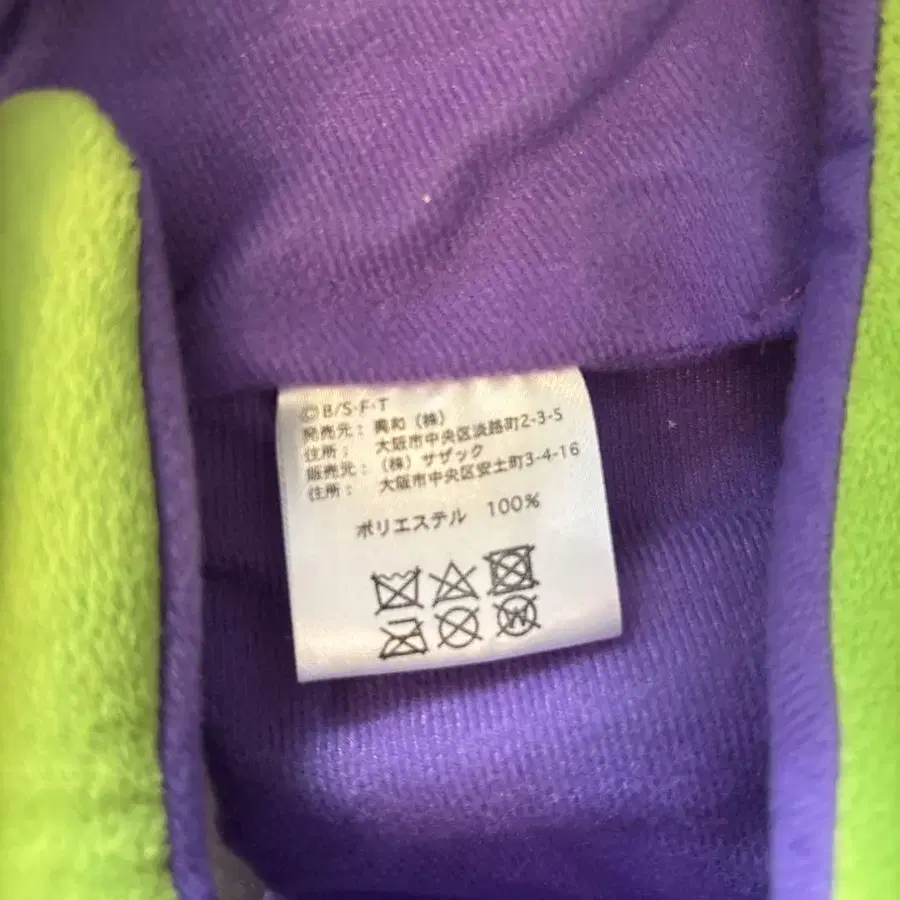 ©B/S·F·T
発売元： 興和（株）
住所： 大阪市中央区淡路町2-3-5
販売元：（株）サザック
住所： 大阪市中央区安土町3-4-16
ポリエステル 100%
W